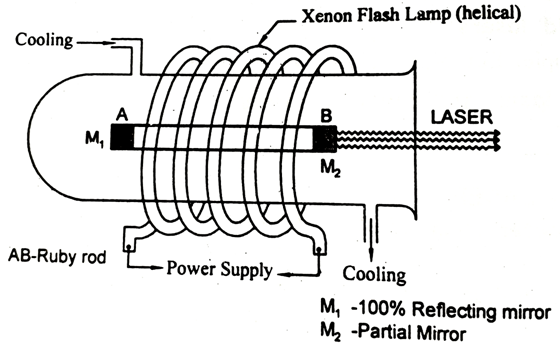 Xenon Flash Lamp (helical)
Cooling
A
B
LASER
M₁
M₂
AB-Ruby rod
Power Supply
Cooling
M₁ -100% Reflecting mirror
M₂ -Partial Mirror